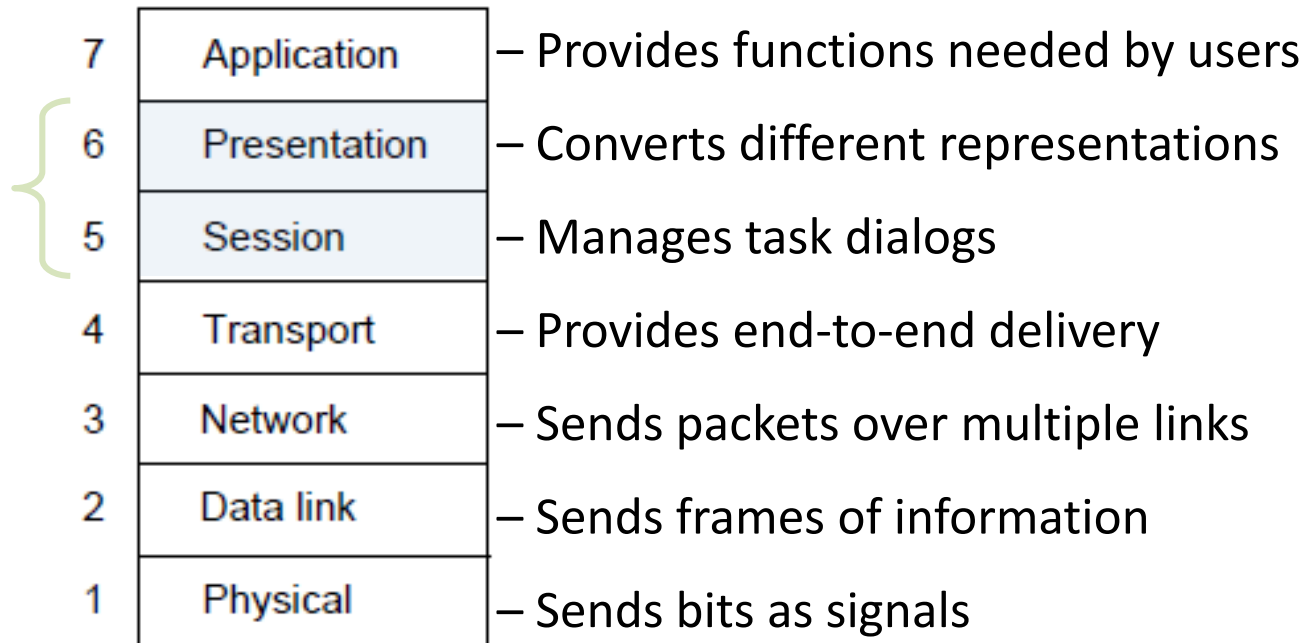 7 Application – Provides functions needed by users
6 Presentation – Converts different representations
5 Session – Manages task dialogs
4 Transport – Provides end-to-end delivery
3 Network – Sends packets over multiple links
2 Data link – Sends frames of information
1 Physical – Sends bits as signals